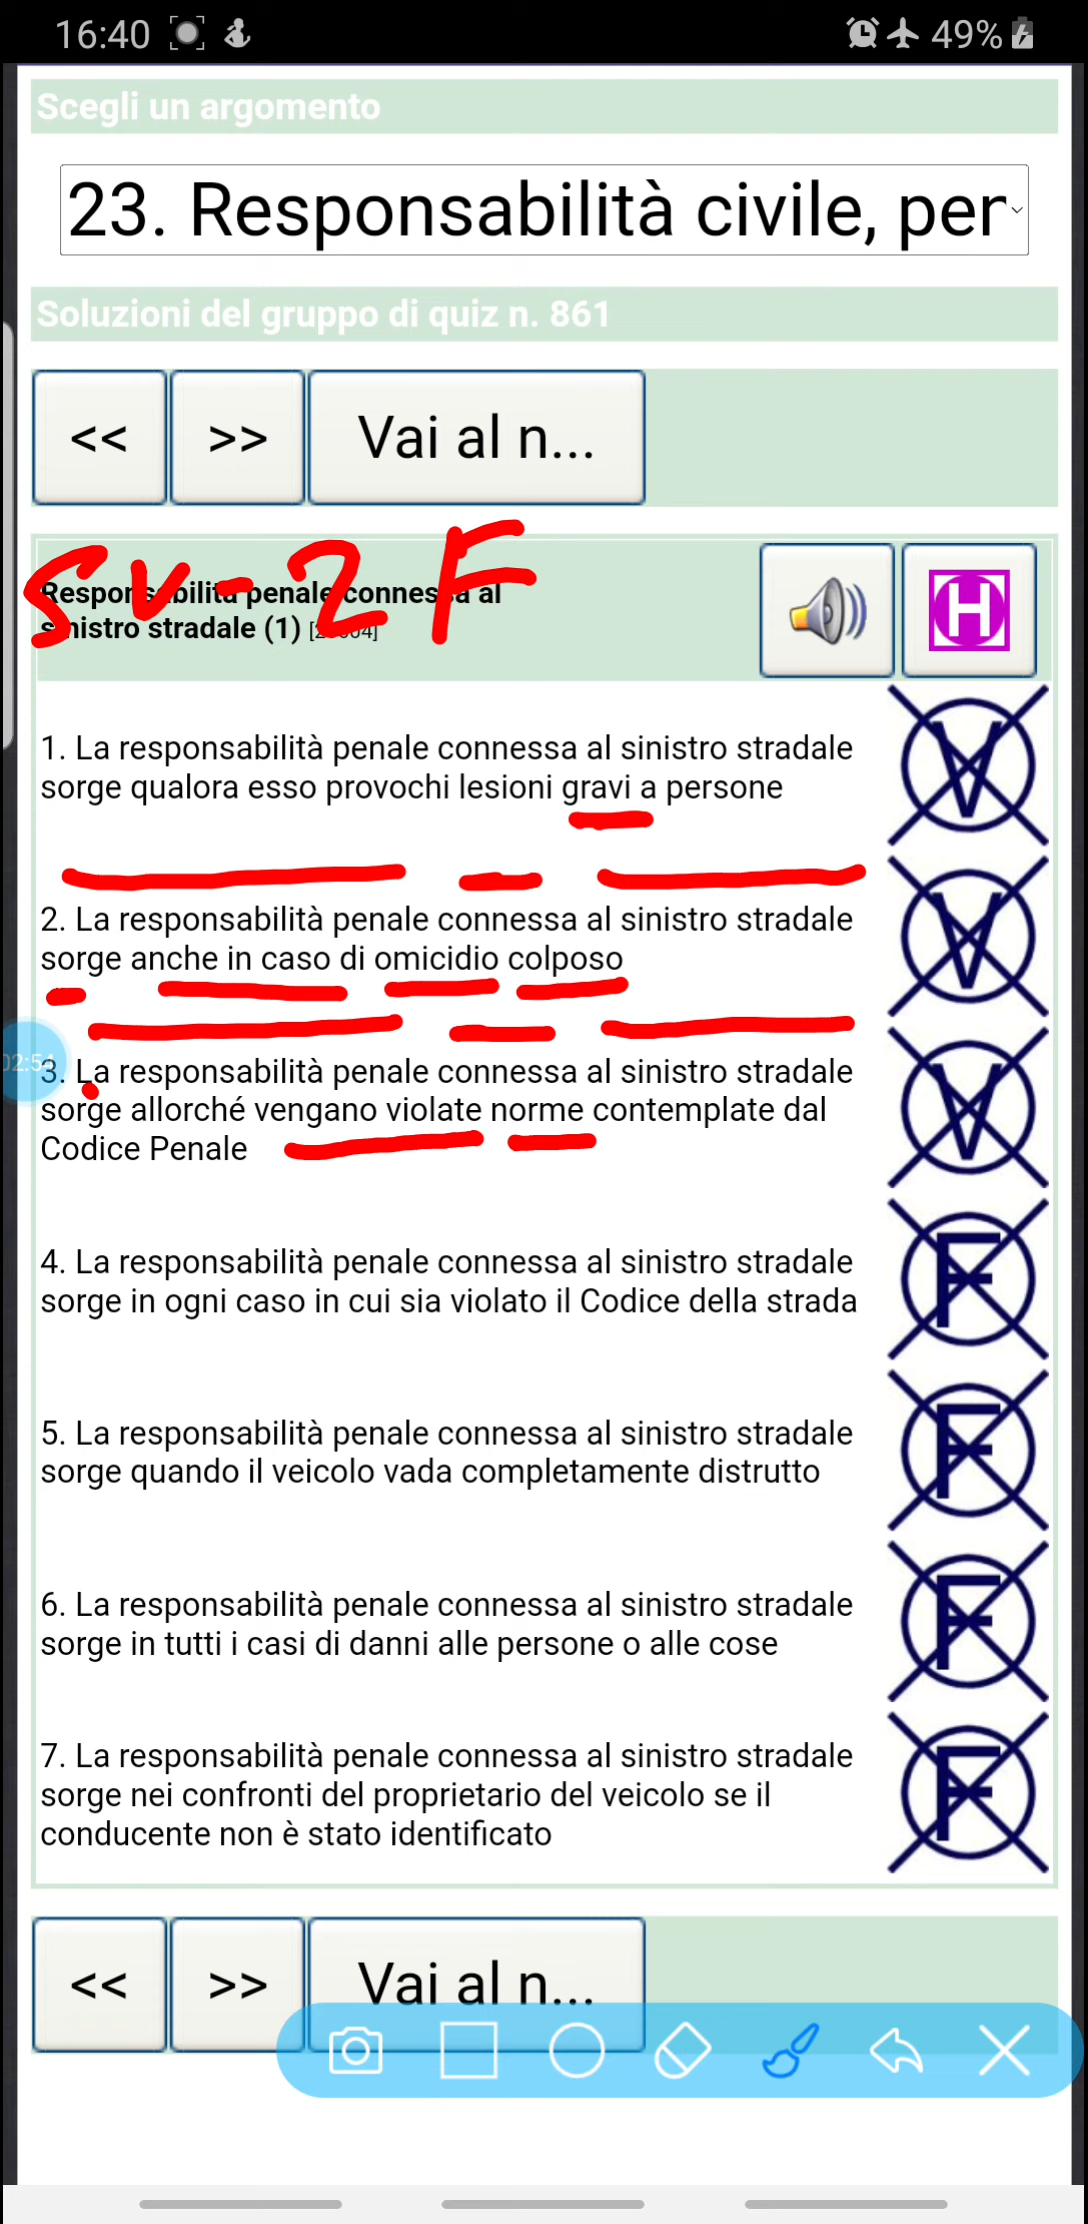 16:40
49%
Scegli un argomento
23. Responsabilità civile, per
Soluzioni del gruppo di quiz n. 861
<< >> Vai al n...
SV-2F
Responsabilità penale connessa al
sinistro stradale (1)
H
1. La responsabilità penale connessa al sinistro stradale
sorge qualora esso provochi lesioni gravi a persone
V
2. La responsabilità penale connessa al sinistro stradale
sorge anche in caso di omicidio colposo
V
02:54
3. La responsabilità penale connessa al sinistro stradale
sorge allorché vengano violate norme contemplate dal
Codice Penale
V
4. La responsabilità penale connessa al sinistro stradale
sorge in ogni caso in cui sia violato il Codice della strada
F
5. La responsabilità penale connessa al sinistro stradale
sorge quando il veicolo vada completamente distrutto
F
6. La responsabilità penale connessa al sinistro stradale
sorge in tutti i casi di danni alle persone o alle cose
F
7. La responsabilità penale connessa al sinistro stradale
sorge nei confronti del proprietario del veicolo se il
conducente non è stato identificato
F
<< >> Vai al n...